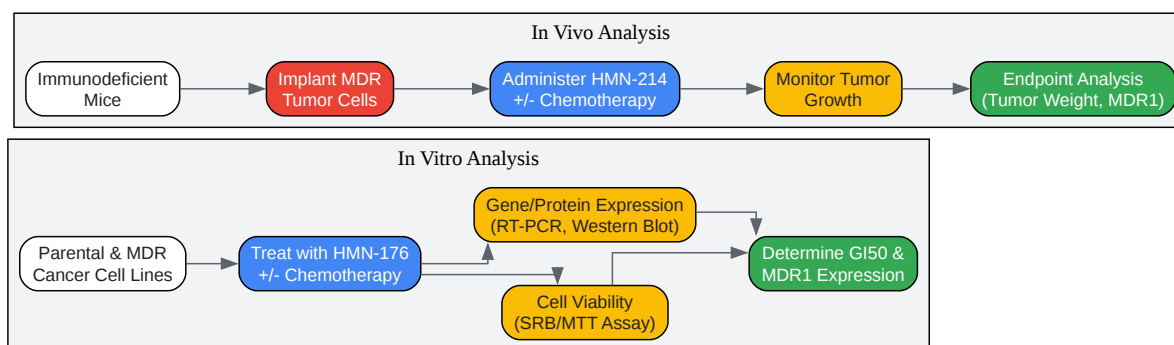 In Vivo Analysis
Immunodeficient
Mice
Implant MDR
Tumor Cells
Administer HMN-214
+/- Chemotherapy
Monitor Tumor
Growth
Endpoint Analysis
(Tumor Weight, MDR1)
In Vitro Analysis
Parental & MDR
Cancer Cell Lines
Treat with HMN-176
+/- Chemotherapy
Gene/Protein Expression
(RT-PCR, Western Blot)
Cell Viability
(SRB/MTT Assay)
Determine GI50 &
MDR1 Expression